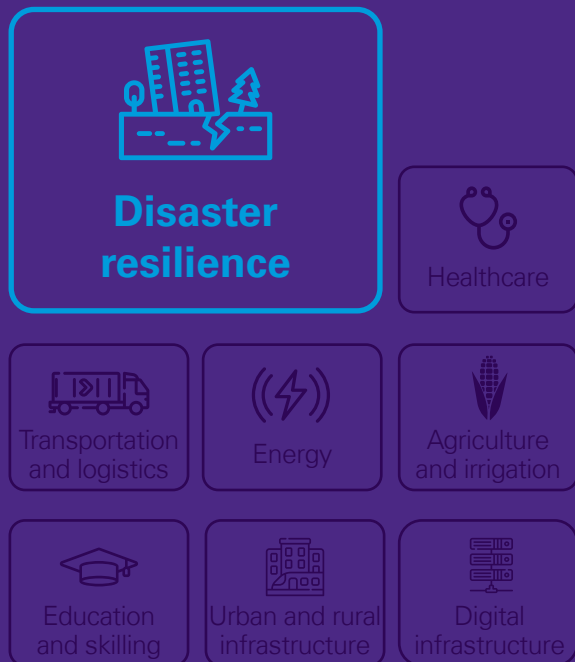 Disaster
resilience
Healthcare
Transportation
and logistics
Energy
Agriculture
and irrigation
Education
and skilling
Urban and rural
infrastructure
Digital
infrastructure